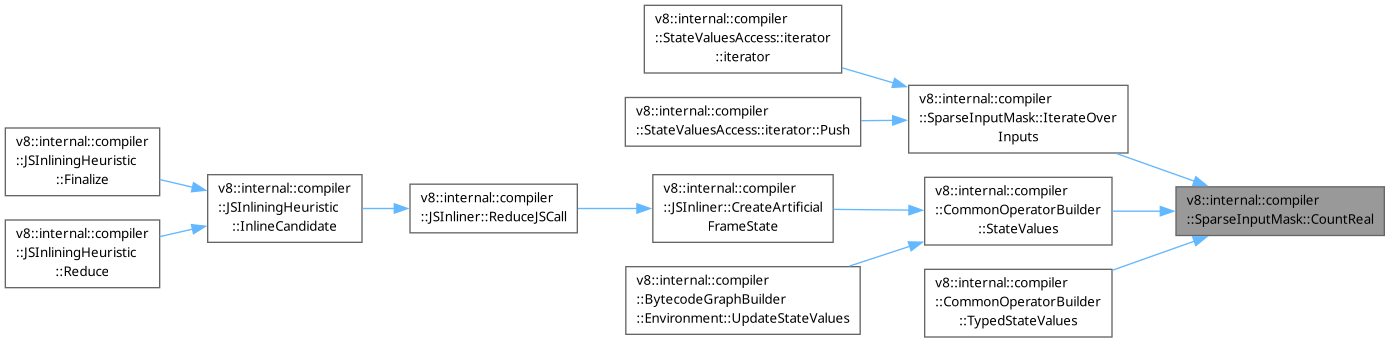 v8::internal::compiler
::JSInliningHeuristic
::Finalize
v8::internal::compiler
::JSInliningHeuristic
::Reduce
v8::internal::compiler
::JSInliningHeuristic
::InlineCandidate
v8::internal::compiler
::JSInliner::ReduceJSCall
v8::internal::compiler
::StateValuesAccess::iterator
::iterator
v8::internal::compiler
::StateValuesAccess::iterator::Push
v8::internal::compiler
::JSInliner::CreateArtificial
FrameState
v8::internal::compiler
::BytecodeGraphBuilder
::Environment::UpdateStateValues
v8::internal::compiler
::SparseInputMask::IterateOver
Inputs
v8::internal::compiler
::CommonOperatorBuilder
::StateValues
v8::internal::compiler
::CommonOperatorBuilder
::TypedStateValues
v8::internal::compiler
::SparseInputMask::CountReal